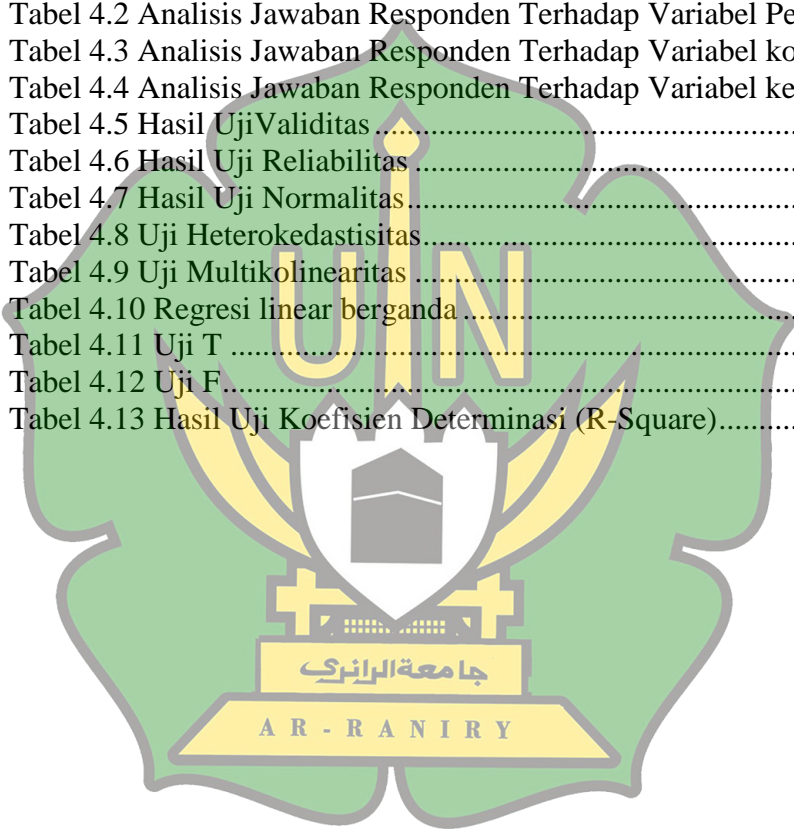 Tabel 4.2 Analisis Jawaban Responden Terhadap Variabel Pe
Tabel 4.3 Analisis Jawaban Responden Terhadap Variabel ko
Tabel 4.4 Analisis Jawaban Responden Terhadap Variabel ke
Tabel 4.5 Hasil UjiValiditas
Tabel 4.6 Hasil Uji Reliabilitas
Tabel 4.7 Hasil Uji Normalitas
Tabel 4.8 Uji Heterokedastisitas
Tabel 4.9 Uji Multikolinearitas
Tabel 4.10 Regresi linear berganda
Tabel 4.11 Uji T
Tabel 4.12 Uji F
Tabel 4.13 Hasil Uji Koefisien Determinasi (R-Square)
UIN
جامعةالرانري
AR-RANIRY